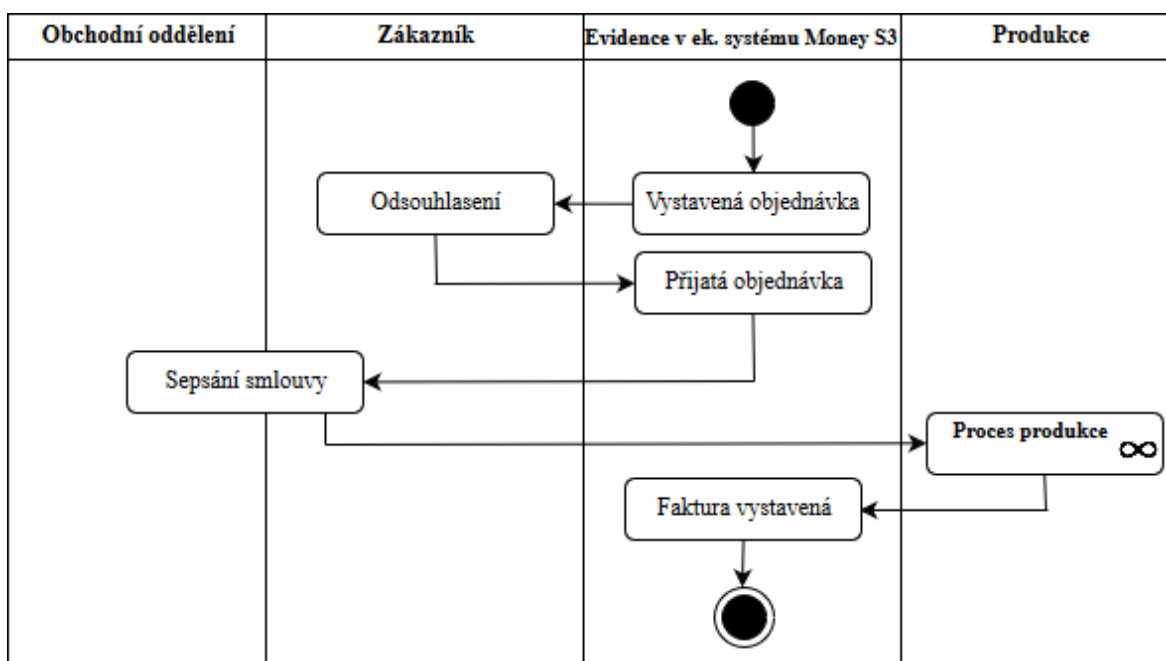 Obchodní oddělení
Zákazník
Evidence v ek. systému Money S3
Produkce
Odsouhlasení
Vystavená objednávka
Přijatá objednávka
Sepsání smlouvy
Proces produkce
Faktura vystavená